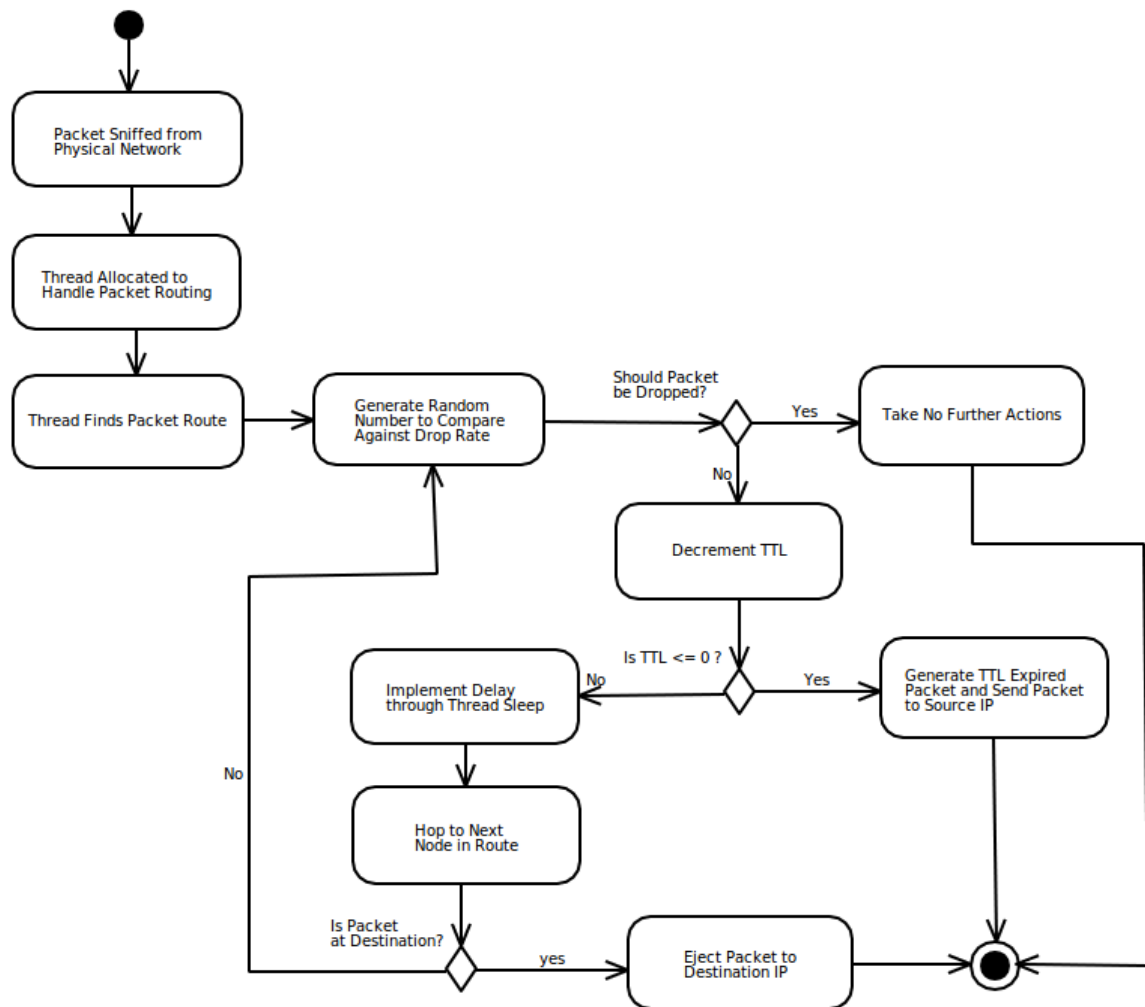 Packet Sniffed from
Physical Network
Thread Allocated to
Handle Packet Routing
Thread Finds Packet Route
Generate Random
Number to Compare
Against Drop Rate
Should Packet
be Dropped?
Yes
Take No Further Actions
No
Decrement TTL
Is TTL <= 0 ?
No
Yes
Implement Delay
through Thread Sleep
Generate TTL Expired
Packet and Send Packet
to Source IP
No
Hop to Next
Node in Route
Is Packet
at Destination?
yes
Eject Packet to
Destination IP